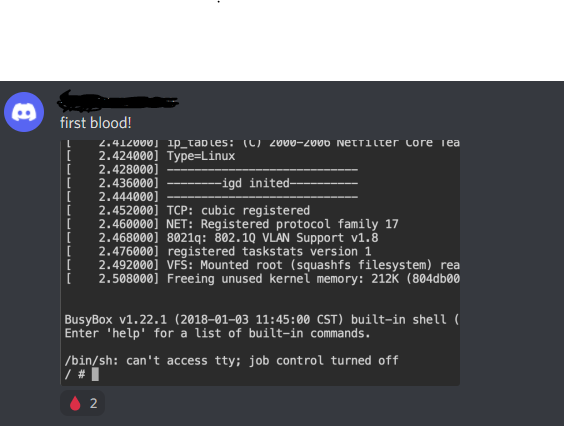 first blood!
[    2.412000] ip_tables: (C) 2000-2006 Netfilter Core Tea
[    2.424000] Type=Linux
[    2.428000] ----------------------------
[    2.436000] --------igd inited----------
[    2.444000] ----------------------------
[    2.452000] TCP: cubic registered
[    2.460000] NET: Registered protocol family 17
[    2.468000] 8021q: 802.1Q VLAN Support v1.8
[    2.476000] registered taskstats version 1
[    2.492000] VFS: Mounted root (squashfs filesystem) rea
[    2.508000] Freeing unused kernel memory: 212K (804db00
BusyBox v1.22.1 (2018-01-03 11:45:00 CST) built-in shell (
Enter 'help' for a list of built-in commands.
/bin/sh: can't access tty; job control turned off
/ #
2